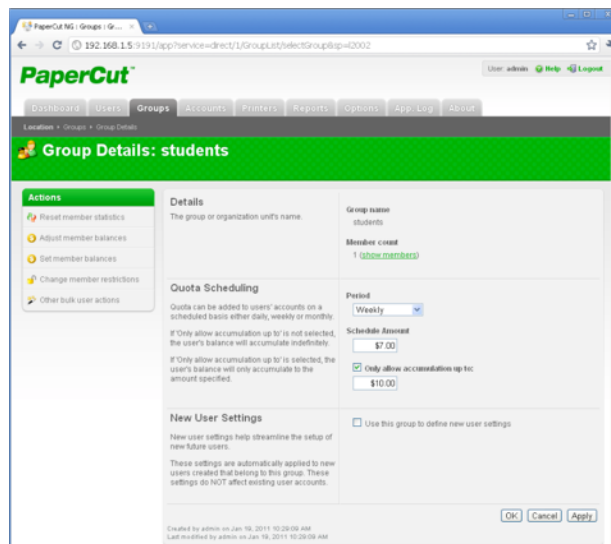 PaperCut NG : Groups : Gr...
192.168.1.5:9191/app?service=direct/1/GroupList/selectGroup&sp=l2002
PaperCut
User: admin Help Logout
Dashboard Users Groups Accounts Printers Reports Options App. Log About
Location Groups Group Details
Group Details: students
Actions
Reset member statistics
Adjust member balances
Set member balances
Change member restrictions
Other bulk user actions
Details
The group or organization unit's name.
Group name
students
Member count
1 (show members)
Quota Scheduling
Quota can be added to users' accounts on a
scheduled basis either daily, weekly or monthly.
If 'Only allow accumulation up to' is not selected,
the user's balance will accumulate indefinitely.
If 'Only allow accumulation up to' is selected, the
user's balance will only accumulate to the
amount specified.
Period
Weekly
Schedule Amount
$7.00
Only allow accumulation up to:
$10.00
New User Settings
New user settings help streamline the setup of
new future users.
These settings are automatically applied to new
users created that belong to this group. These
settings do NOT affect existing user accounts.
Use this group to define new user settings
OK Cancel Apply
Created by admin on Jan 19, 2011 10:29:09 AM
Last modified by admin on Jan 19, 2011 10:29:09 AM